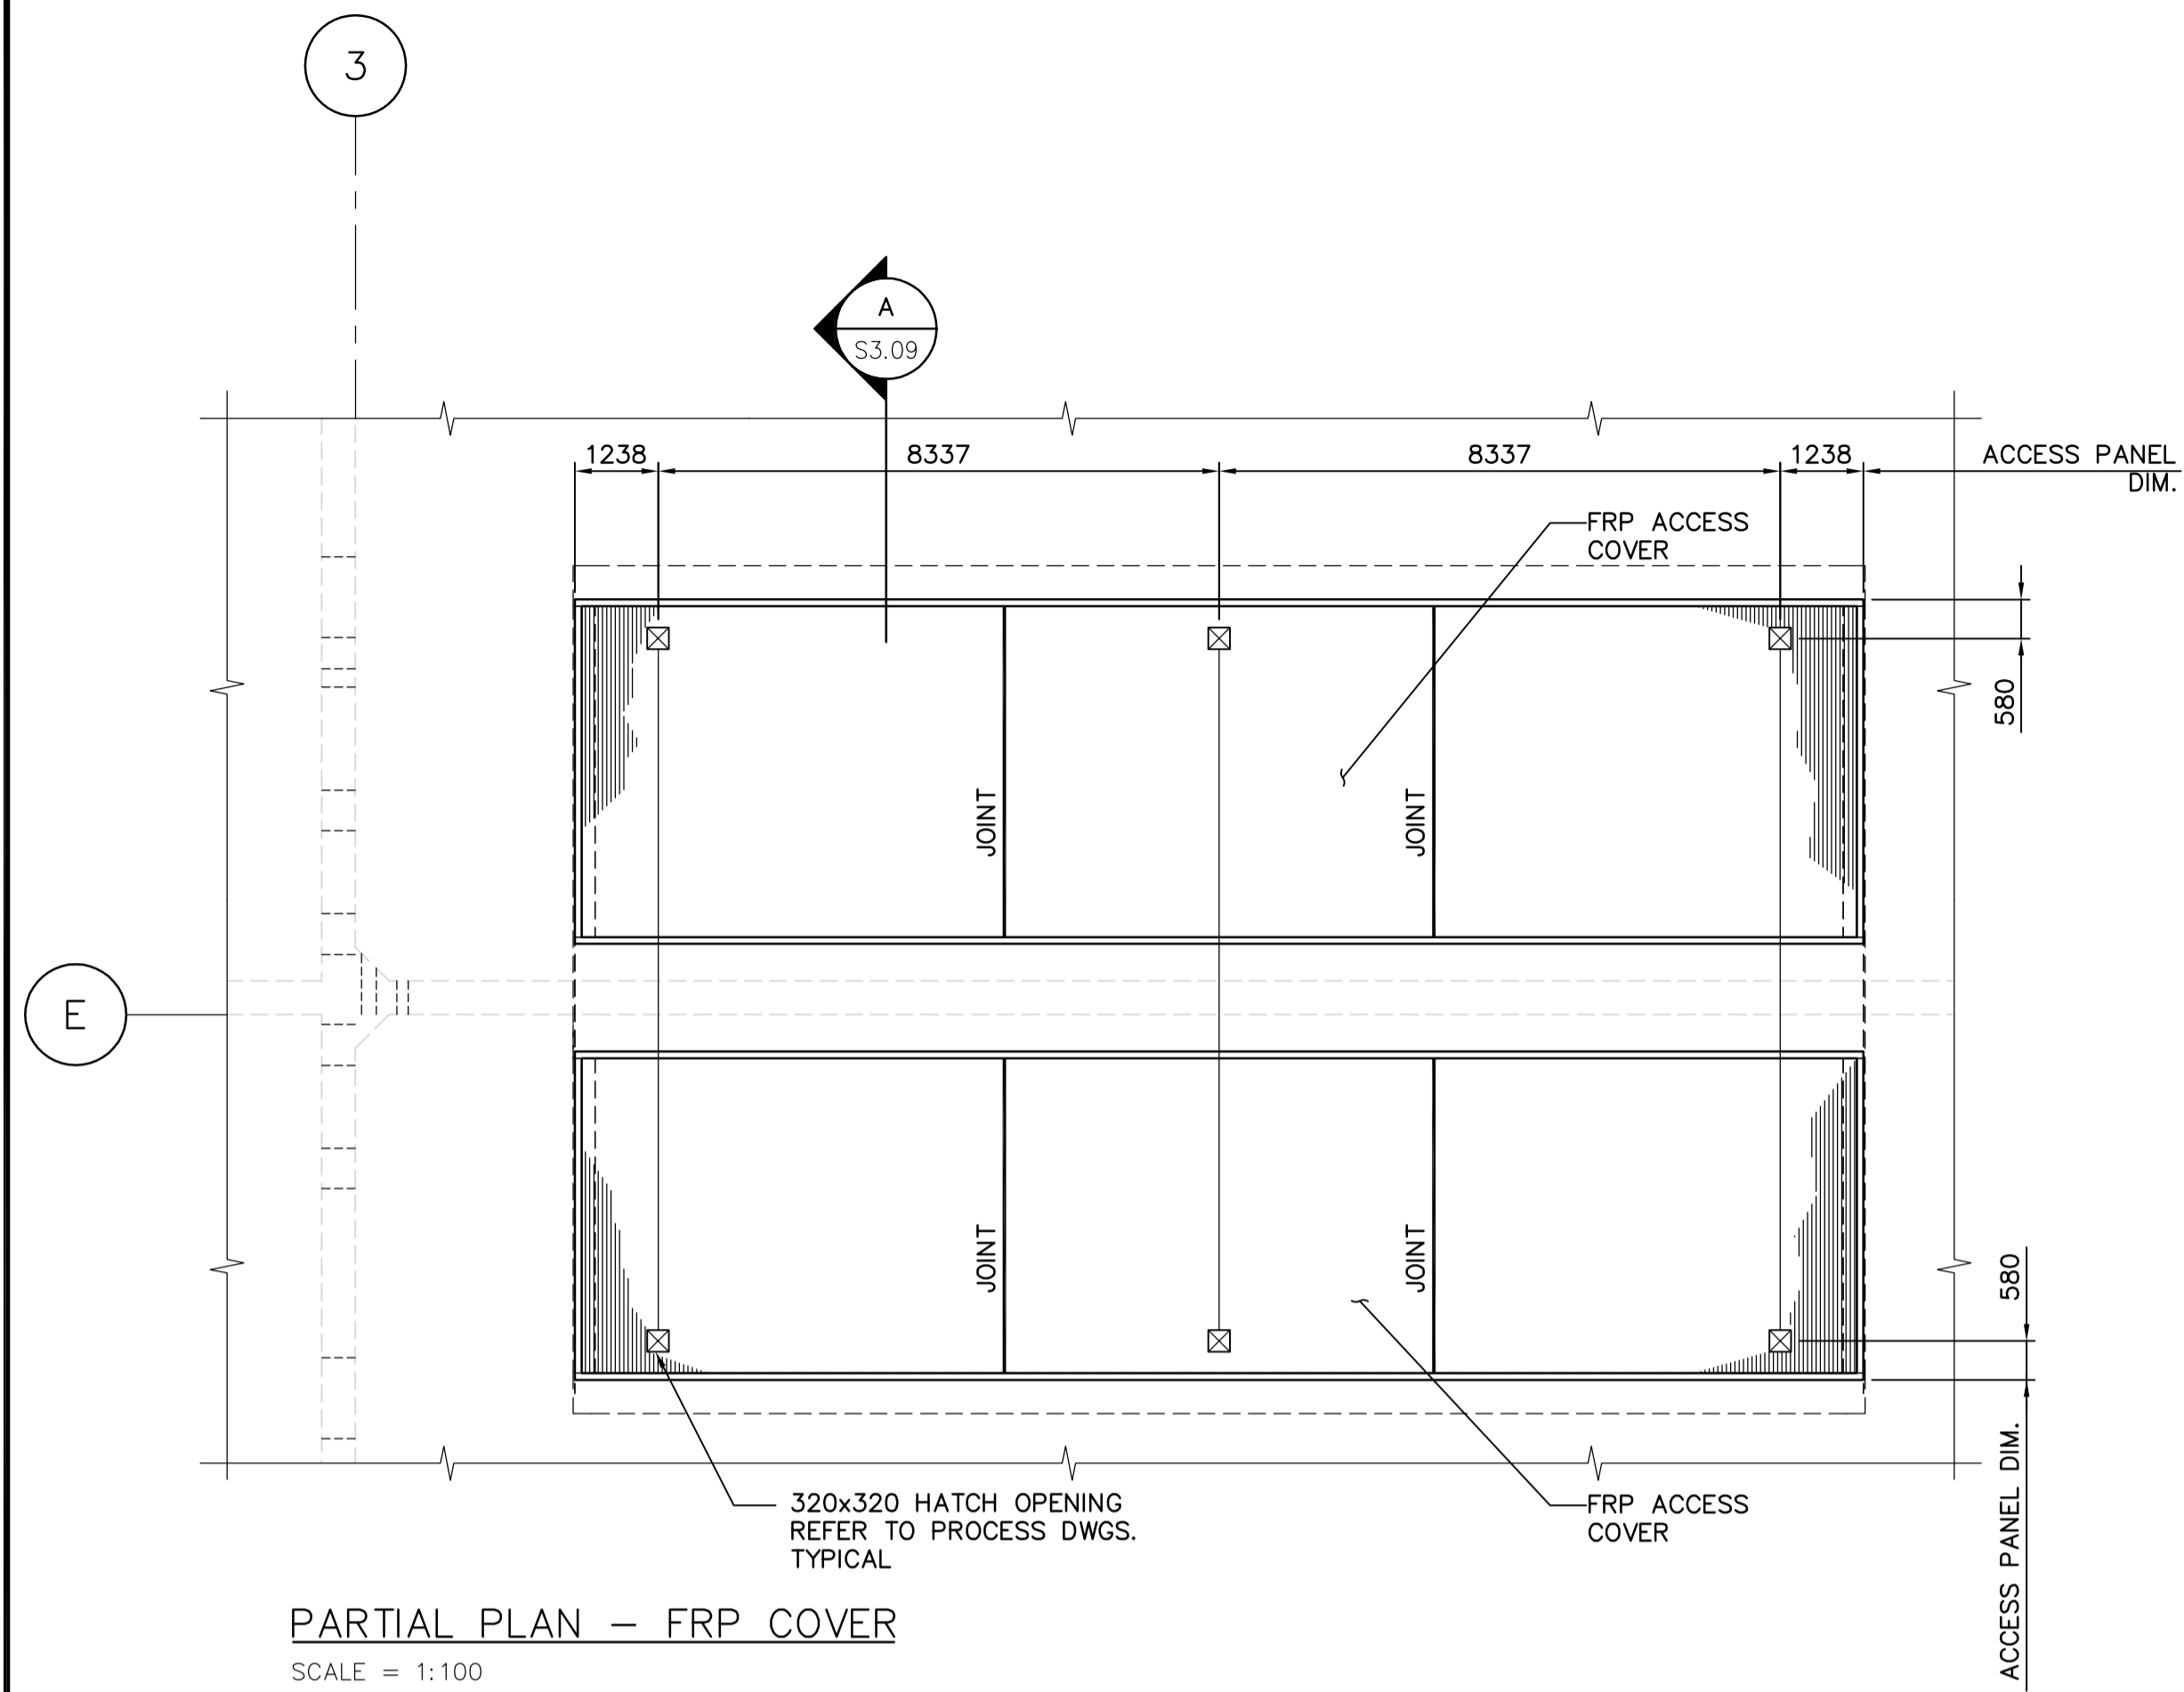 3
A
S3.09
1238
8337
8337
1238
ACCESS PANEL
DIM.
FRP ACCESS
COVER
580
JOINT
JOINT
E
JOINT
JOINT
580
320x320 HATCH OPENING
REFER TO PROCESS DWGS.
TYPICAL
FRP ACCESS
COVER
ACCESS PANEL DIM.
PARTIAL PLAN – FRP COVER
SCALE = 1:100